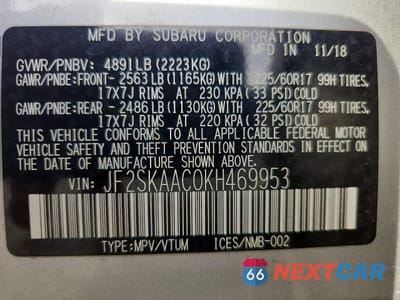 MFD BY SUBARU CORPORATION
MFD IN 11/18
GVWR/PNBV: 4891LB (2223KG)
GAWR/PNBE:FRONT- 2563 LB (1165KG) WITH 225/60R17 99H TIRES,
17X7J RIMS AT 230 KPA (33 PSI) COLD
GAWR/PNBE:REAR - 2486 LB (1130KG) WITH 225/60R17 99H TIRES,
17X7J RIMS AT 220 KPA (32 PSI) COLD
THIS VEHICLE CONFORMS TO ALL APPLICABLE FEDERAL MOTOR
VEHICLE SAFETY, BUMPER, AND THEFT PREVENTION STANDARDS IN
EFFECT ON THE DATE OF MANUFACTURE SHOWN ABOVE.
VIN: JF2SKAAC0KH469953
TYPE:MPV/VTUM ICES/NMB-002
66 NEXTCAR